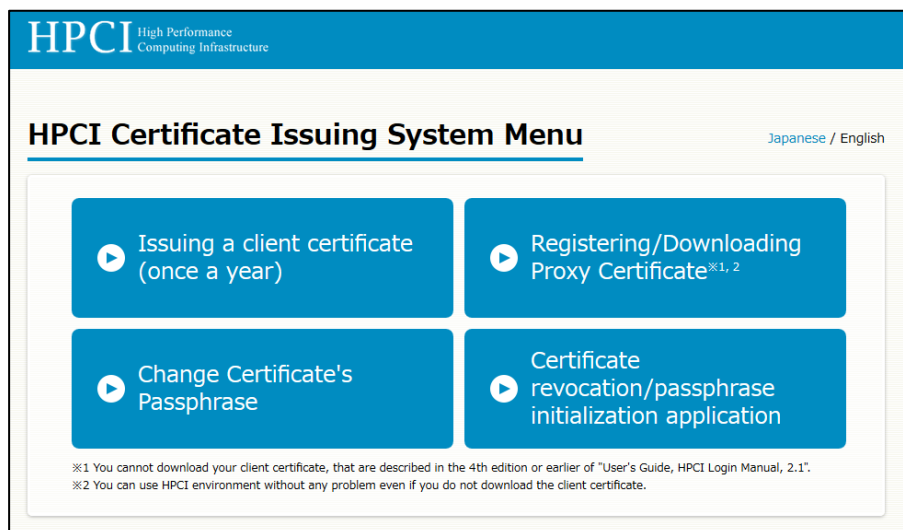 HPCI High Performance
Computing Infrastructure
HPCI Certificate Issuing System Menu
Japanese / English
Issuing a client certificate
(once a year)
Registering/Downloading
Proxy Certificate※1, 2
Change Certificate's
Passphrase
Certificate
revocation/passphrase
initialization application
※1 You cannot download your client certificate, that are described in the 4th edition or earlier of "User's Guide, HPCI Login Manual, 2.1".
※2 You can use HPCI environment without any problem even if you do not download the client certificate.